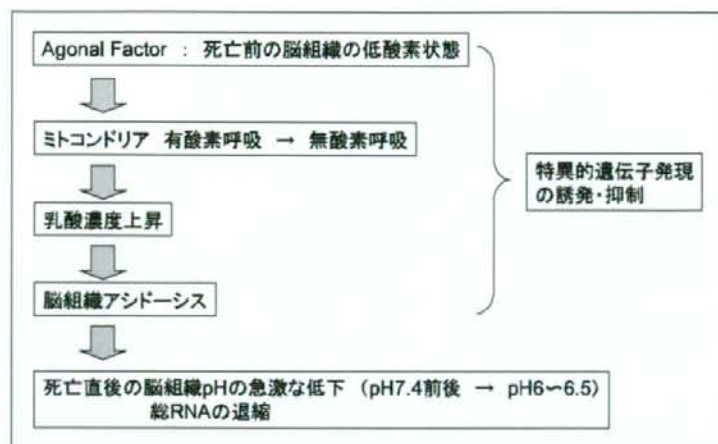 Agonal Factor : 死亡前の脳組織の低酸素状態
ミトコンドリア 有酸素呼吸 → 無酸素呼吸
特異的遺伝子発現
の誘発・抑制
乳酸濃度上昇
脳組織アシドーシス
死亡直後の脳組織pHの急激な低下 (pH7.4前後 → pH6〜6.5)
総RNAの退縮